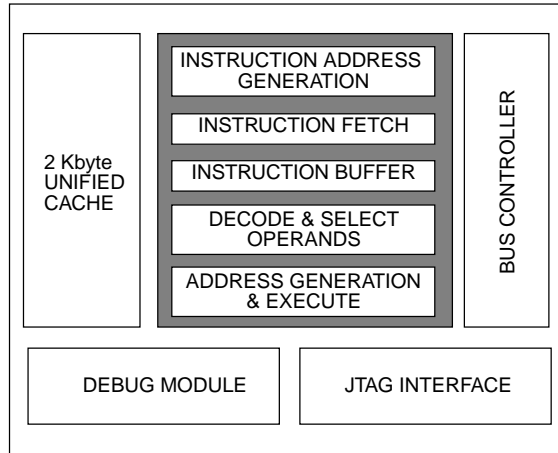 2 Kbyte
UNIFIED
CACHE
INSTRUCTION ADDRESS
GENERATION
INSTRUCTION FETCH
INSTRUCTION BUFFER
DECODE & SELECT
OPERANDS
ADDRESS GENERATION
& EXECUTE
BUS CONTROLLER
DEBUG MODULE
JTAG INTERFACE